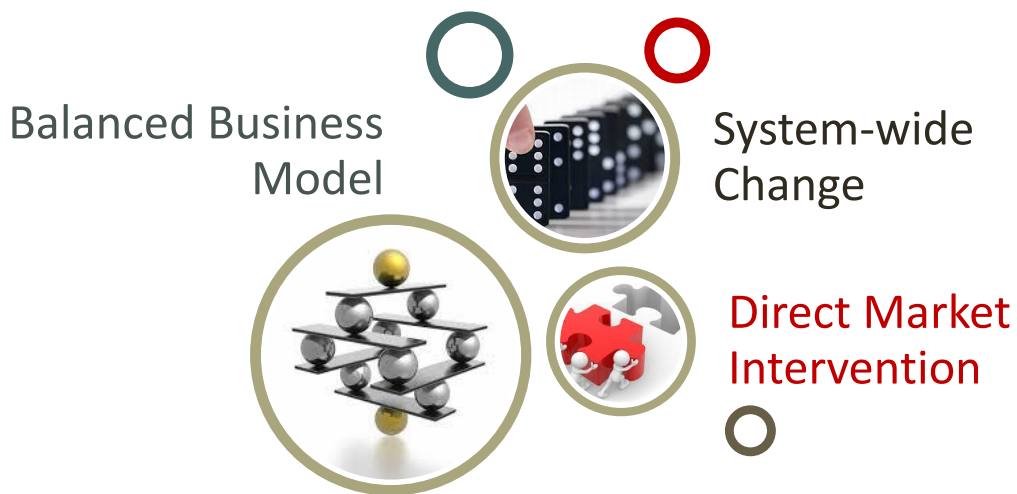 Balanced Business
Model
System-wide
Change
Direct Market
Intervention